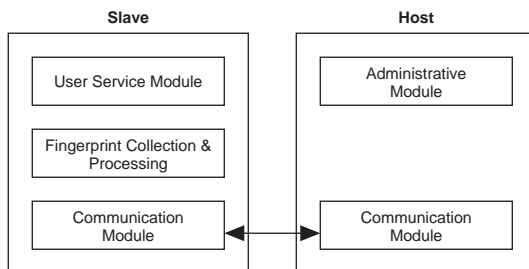 Slave
User Service Module
Fingerprint Collection &
Processing
Communication
Module
Host
Administrative
Module
Communication
Module